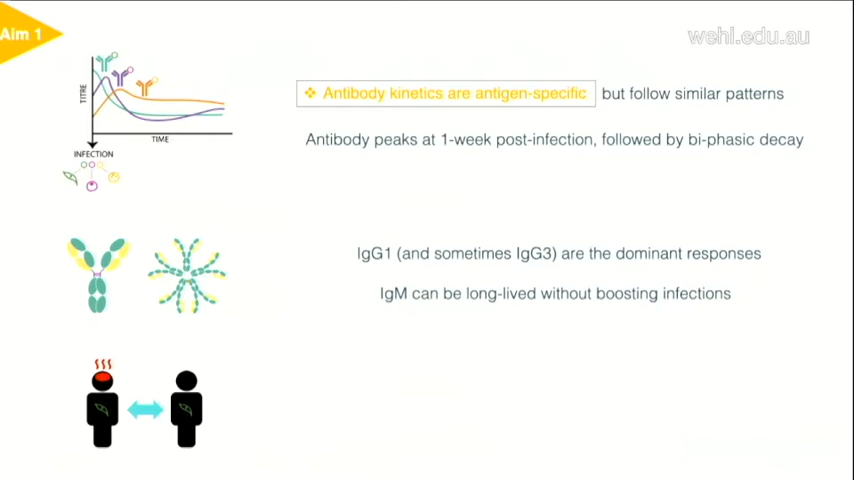 Aim 1
wehi.edu.au
TITRE
TIME
INFECTION
❖ Antibody kinetics are antigen-specific but follow similar patterns
Antibody peaks at 1-week post-infection, followed by bi-phasic decay
IgG1 (and sometimes IgG3) are the dominant responses
IgM can be long-lived without boosting infections